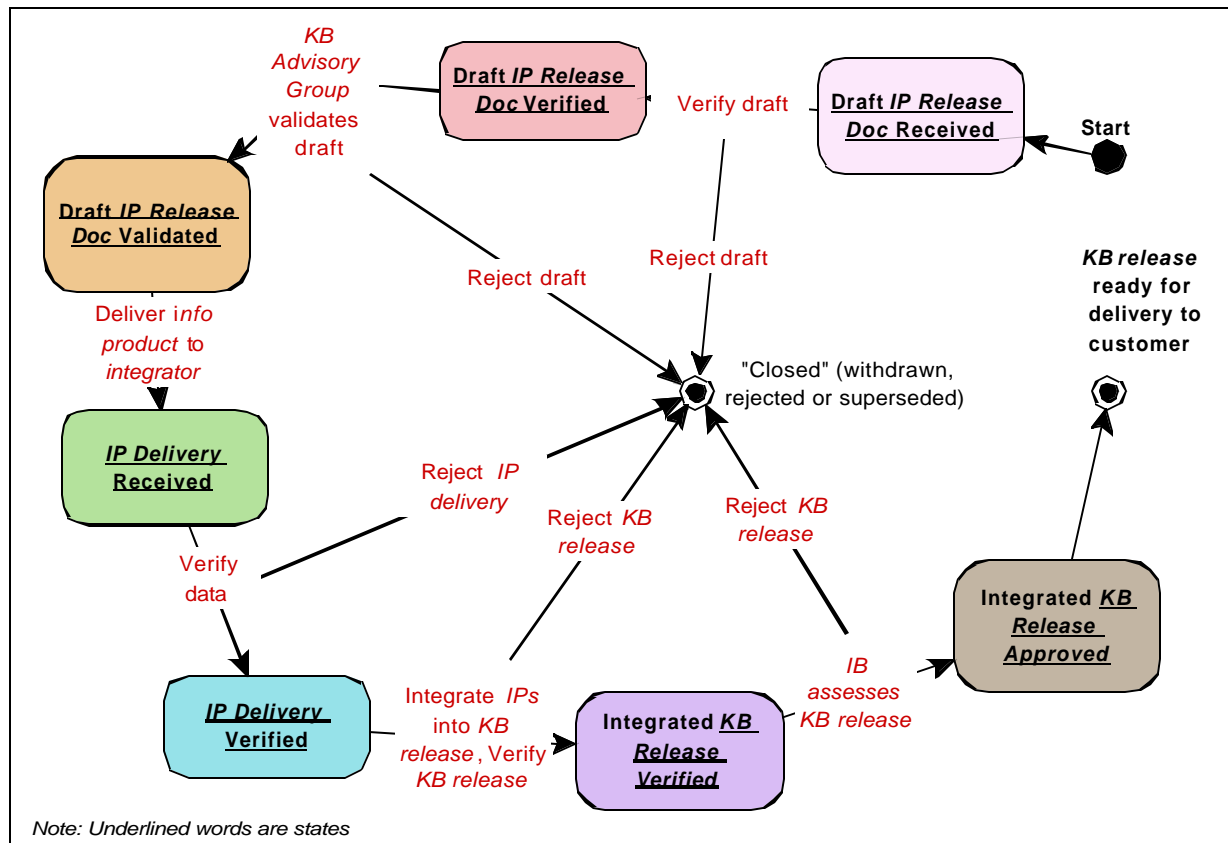 KB
Advisory
Group
validates
draft
Draft IP Release
Doc Verified
Verify draft
Draft IP Release
Doc Received
Start
Draft IP Release
Doc Validated
Reject draft
Reject draft
KB release
ready for
delivery to
customer
Deliver info
product to
integrator
"Closed" (withdrawn,
rejected or superseded)
IP Delivery
Received
Reject IP
delivery
Reject KB
release
Reject KB
release
Verify
data
Integrated KB
Release
Approved
IP Delivery
Verified
Integrate IPs
into KB
release, Verify
KB release
Integrated KB
Release
Verified
IB
assesses
KB release
Note: Underlined words are states